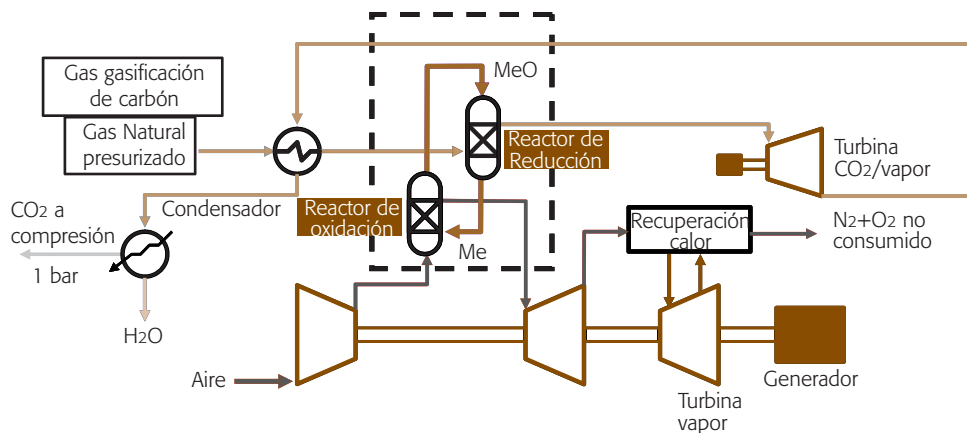 Gas gasificación
de carbón
Gas Natural
presurizado
MeO
Reactor de
Reducción
Turbina
CO2/vapor
CO2 a
compresión
1 bar
Condensador
Reactor de
oxidación
Me
Recuperación
calor
N2+O2 no
consumido
H2O
Aire
Turbina
vapor
Generador